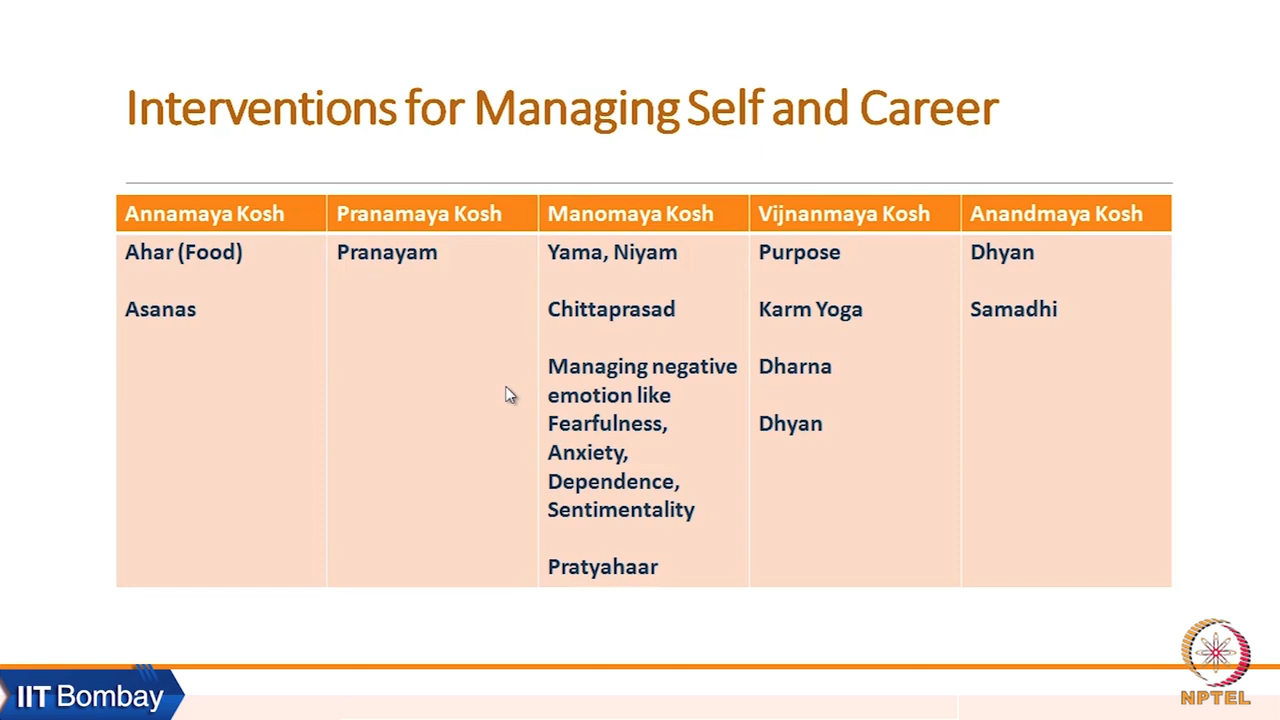 Interventions for Managing Self and Career
Annamaya Kosh
Pranamaya Kosh
Manomaya Kosh
Vijnanmaya Kosh
Anandmaya Kosh
Ahar (Food)
Asanas
Pranayam
Yama, Niyam
Chittaprasad
Managing negative
emotion like
Fearfulness,
Anxiety,
Dependence,
Sentimentality
Pratyahaar
Purpose
Karm Yoga
Dharna
Dhyan
Dhyan
Samadhi
IIT Bombay
NPTEL